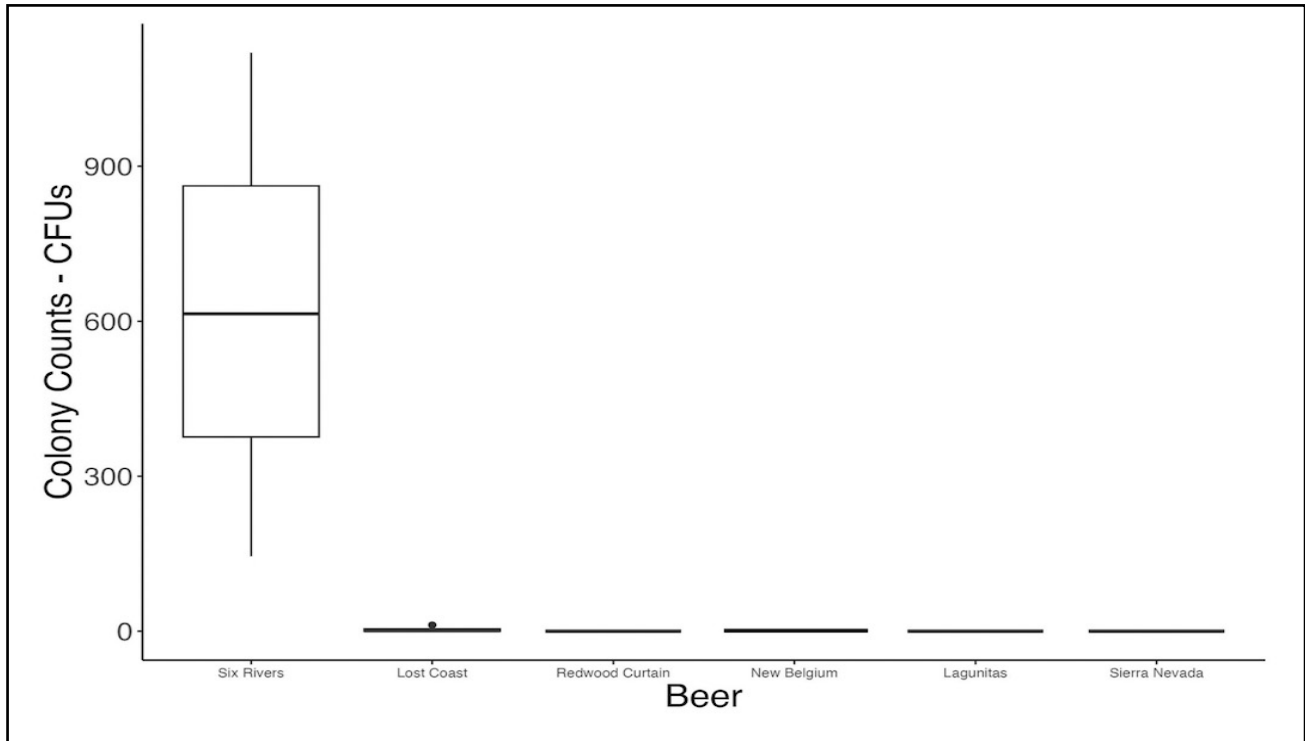 Colony Counts - CFUs
900
600
300
0
Six Rivers Lost Coast Redwood Curtain New Belgium Lagunitas Sierra Nevada
Beer